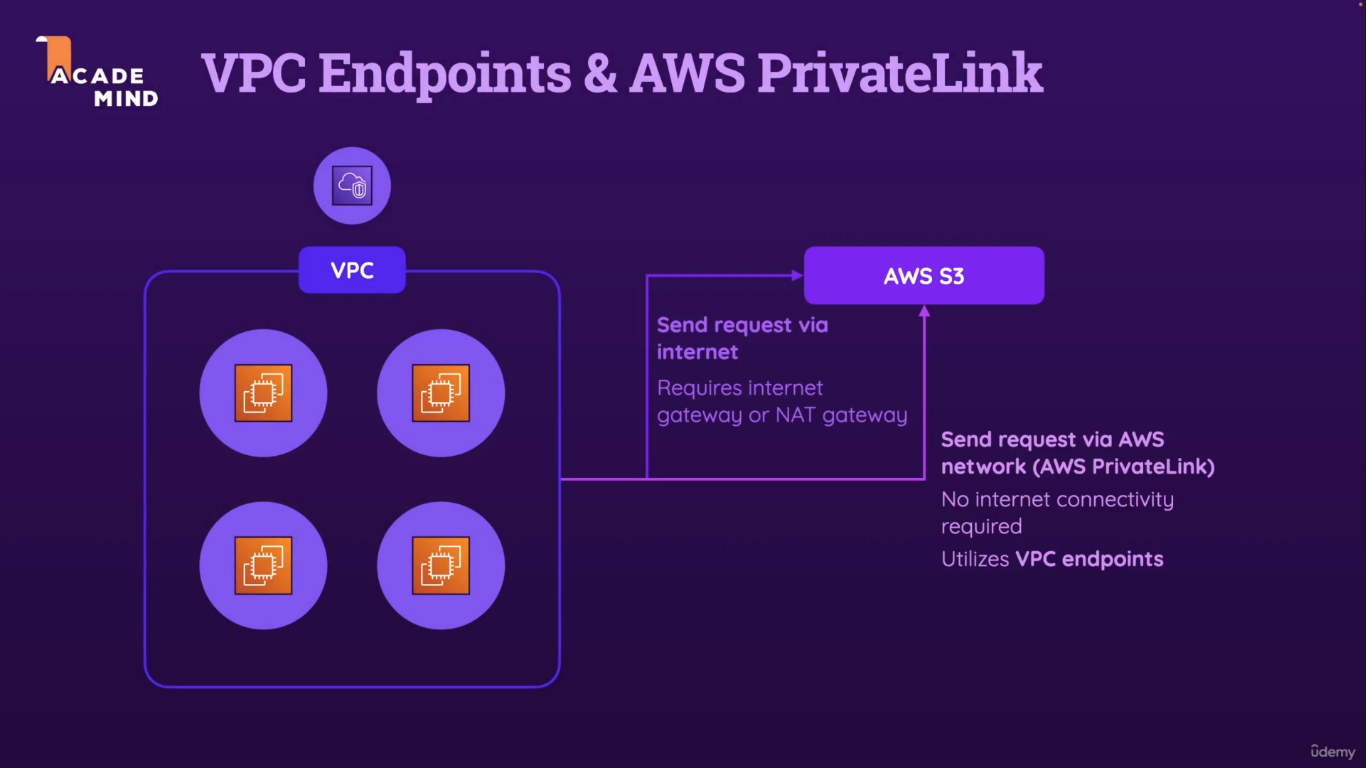 ACADE
MIND
VPC Endpoints & AWS PrivateLink
VPC
AWS S3
Send request via
internet
Requires internet
gateway or NAT gateway
Send request via AWS
network (AWS PrivateLink)
No internet connectivity
required
Utilizes VPC endpoints
ûdemy